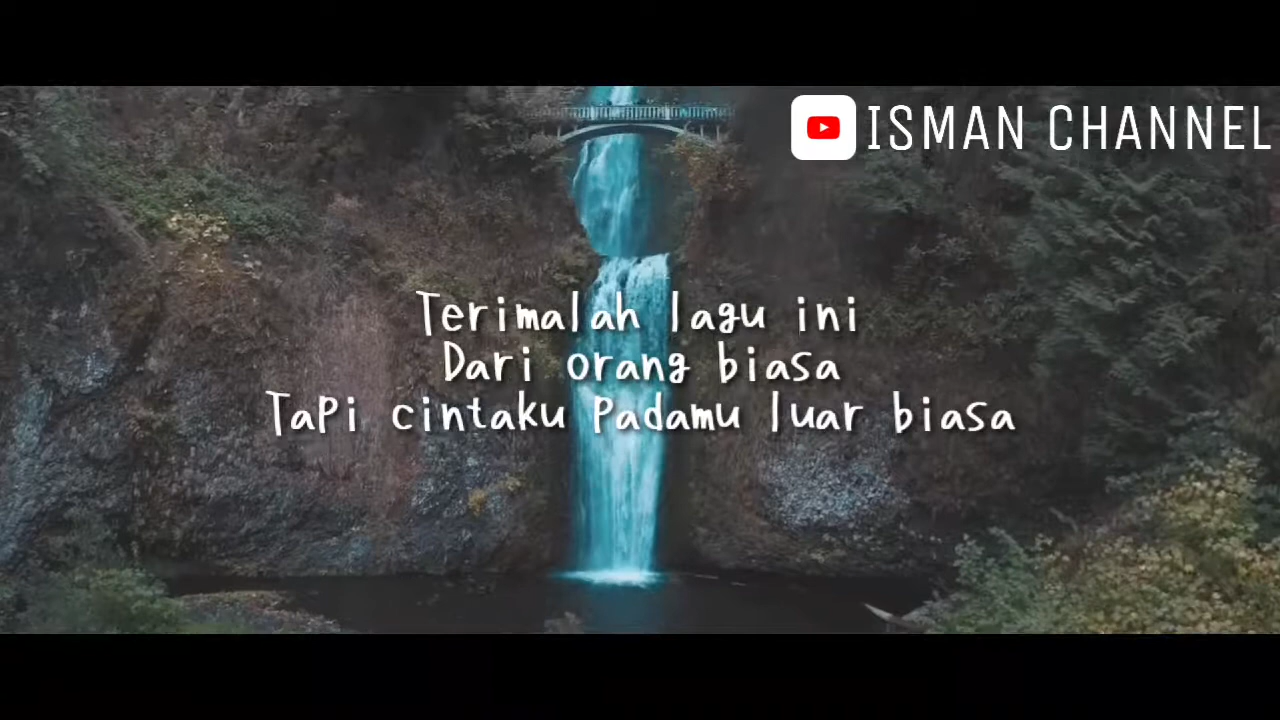 ISMAN CHANNEL
Terimalah lagu ini
Dari orang biasa
Tapi cintaku padamu luar biasa